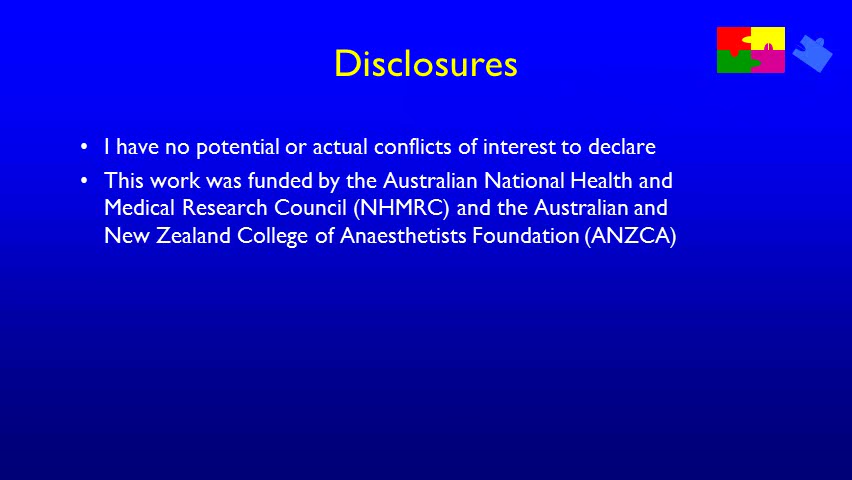 Disclosures
• I have no potential or actual conflicts of interest to declare
• This work was funded by the Australian National Health and
Medical Research Council (NHMRC) and the Australian and
New Zealand College of Anaesthetists Foundation (ANZCA)